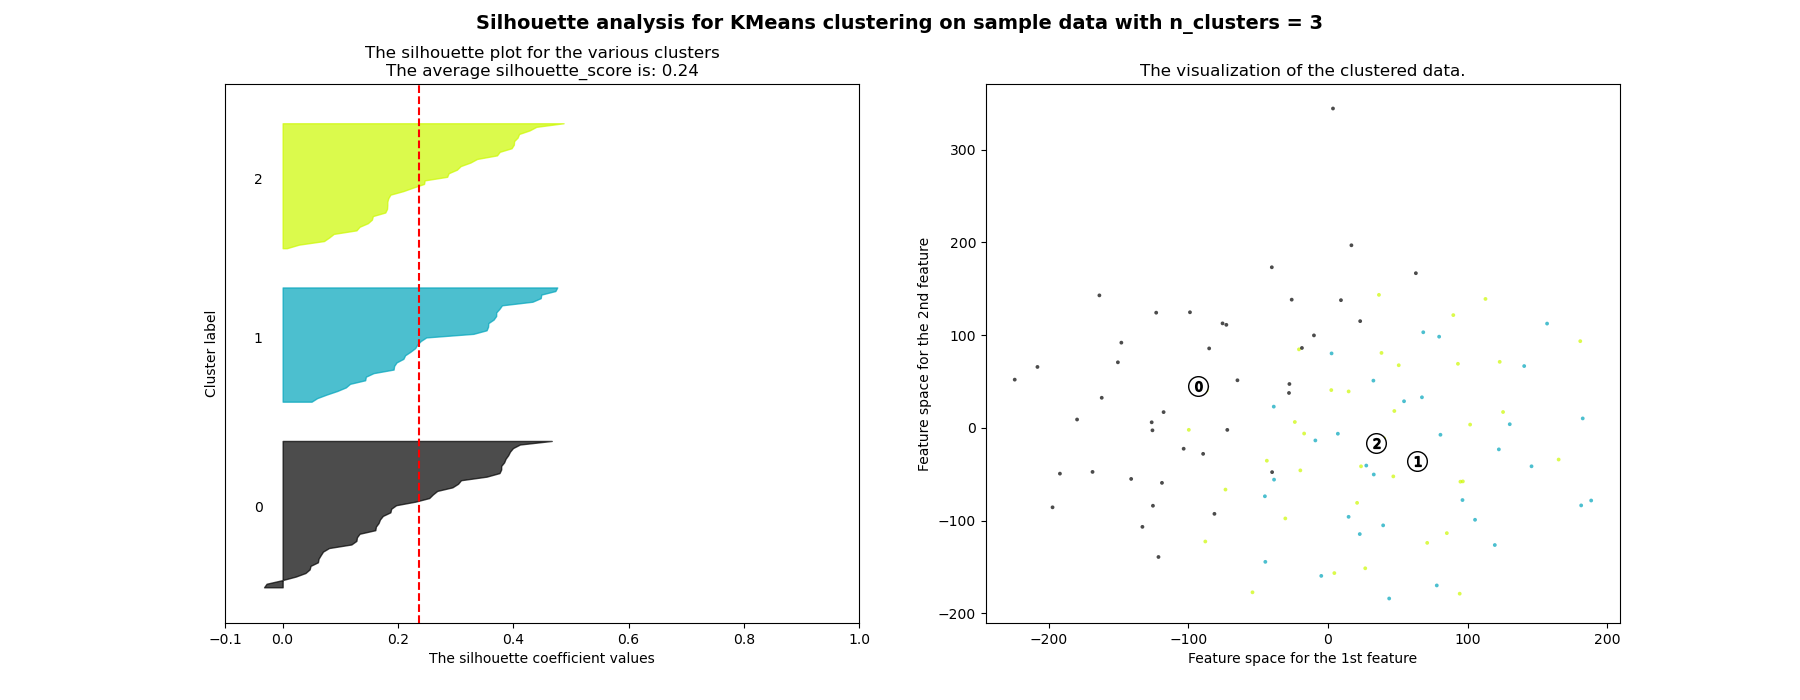 Silhouette analysis for KMeans clustering on sample data with n_clusters = 3
The silhouette plot for the various clusters
The average silhouette_score is: 0.24
2
1
0
Cluster label
−0.1 0.0 0.2 0.4 0.6 0.8 1.0
The silhouette coefficient values
The visualization of the clustered data.
300
200
100
0
−100
−200
Feature space for the 2nd feature
0
2
1
−200 −100 0 100 200
Feature space for the 1st feature